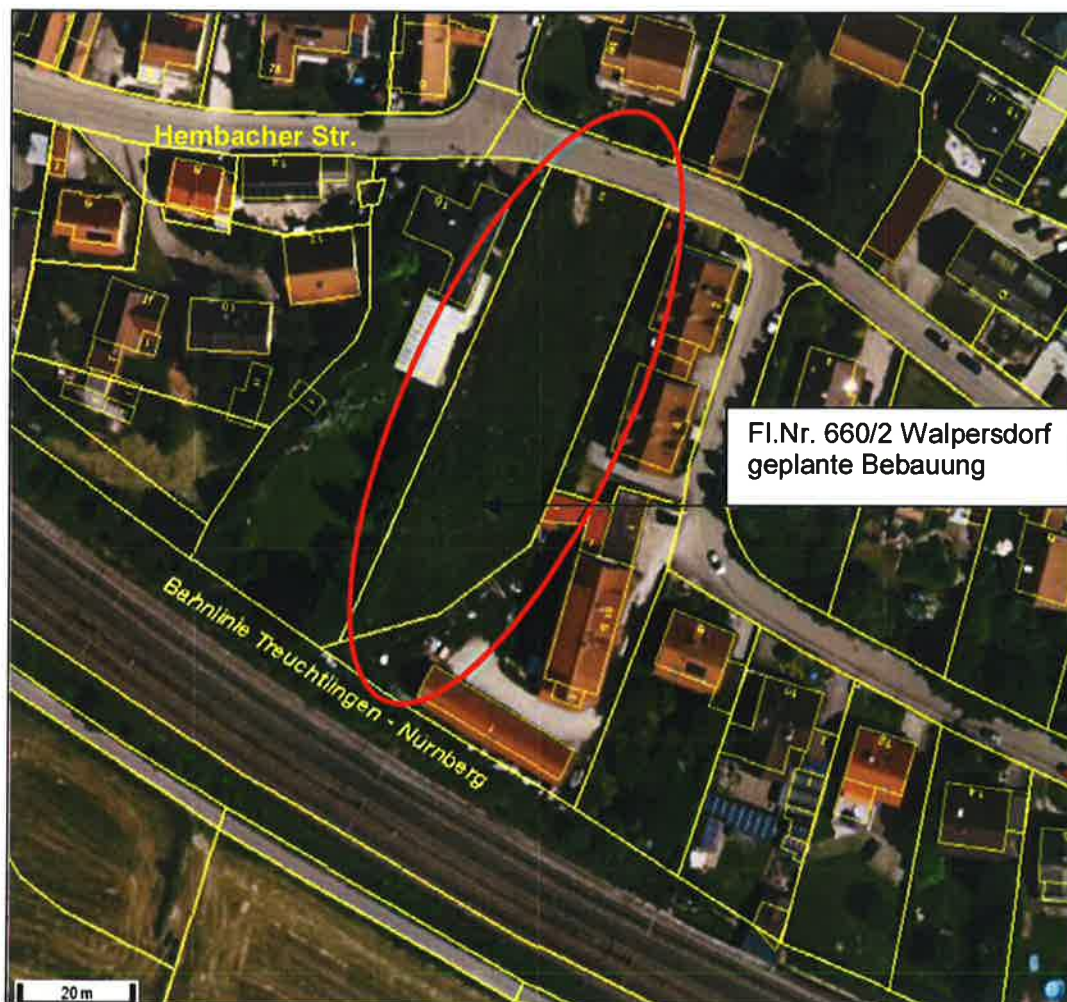 Hembacher Str.
Fl.Nr. 660/2 Walpersdorf
geplante Bebauung
Bahnlinie Treuchtlingen - Nürnberg
20 m